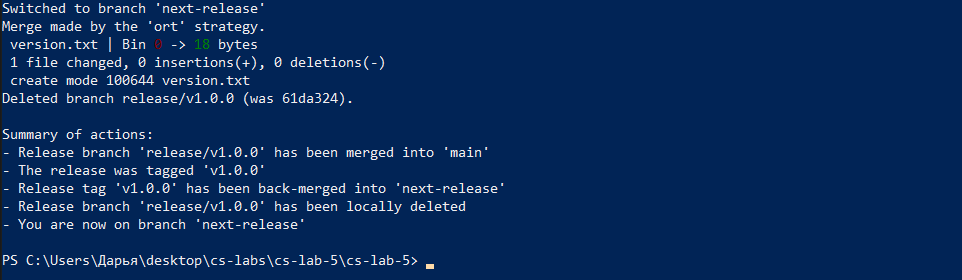 Switched to branch 'next-release'
Merge made by the 'ort' strategy.
 version.txt | Bin 0 -> 18 bytes
 1 file changed, 0 insertions(+), 0 deletions(-)
 create mode 100644 version.txt
Deleted branch release/v1.0.0 (was 61da324).

Summary of actions:
- Release branch 'release/v1.0.0' has been merged into 'main'
- The release was tagged 'v1.0.0'
- Release tag 'v1.0.0' has been back-merged into 'next-release'
- Release branch 'release/v1.0.0' has been locally deleted
- You are now on branch 'next-release'

PS C:\Users\Дарья\desktop\cs-labs\cs-lab-5\cs-lab-5>